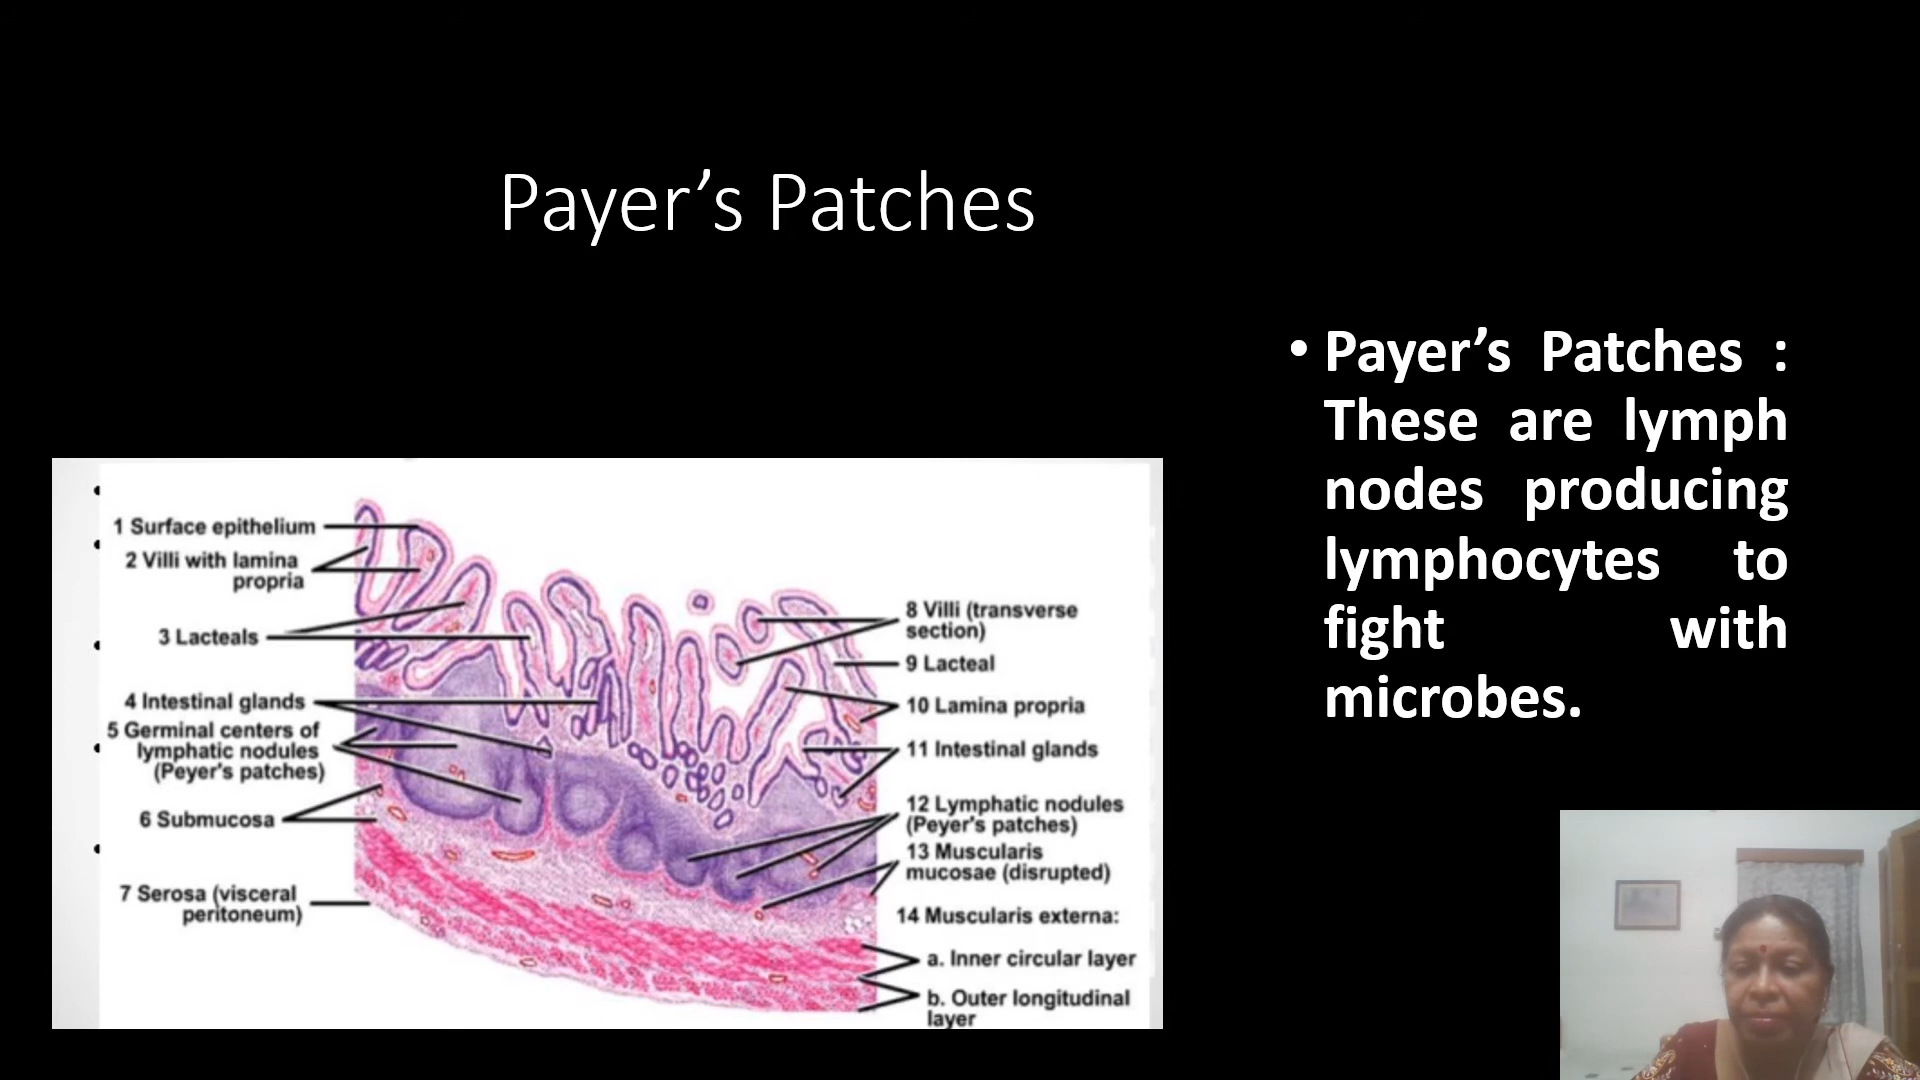 Payer’s Patches
• Payer’s Patches :
These are lymph
nodes producing
lymphocytes to
fight with
microbes.
1 Surface epithelium
2 Villi with lamina
propria
3 Lacteals
4 Intestinal glands
5 Germinal centers of
lymphatic nodules
(Peyer's patches)
6 Submucosa
7 Serosa (visceral
peritoneum)
8 Villi (transverse
section)
9 Lacteal
10 Lamina propria
11 Intestinal glands
12 Lymphatic nodules
(Peyer's patches)
13 Muscularis
mucosae (disrupted)
14 Muscularis externa:
a. Inner circular layer
b. Outer longitudinal
layer